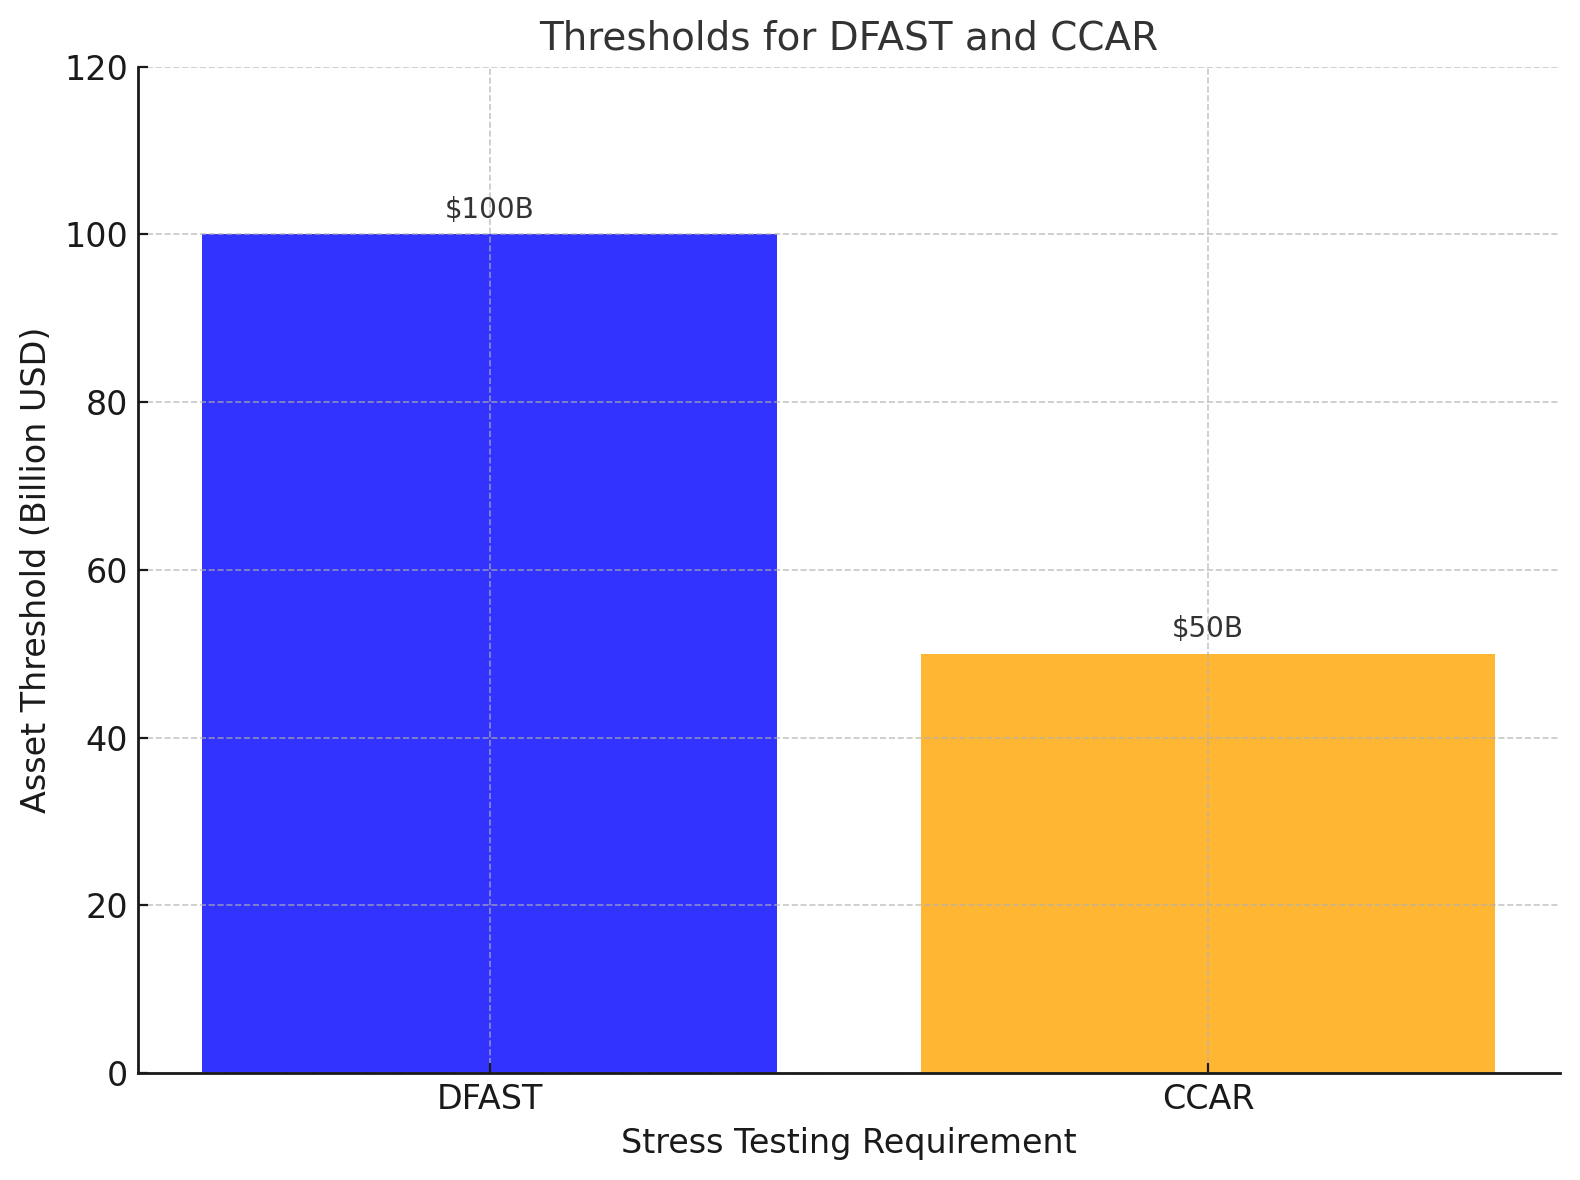 Thresholds for DFAST and CCAR
120
100
80
60
40
20
0
Asset Threshold (Billion USD)
$100B
$50B
DFAST
CCAR
Stress Testing Requirement